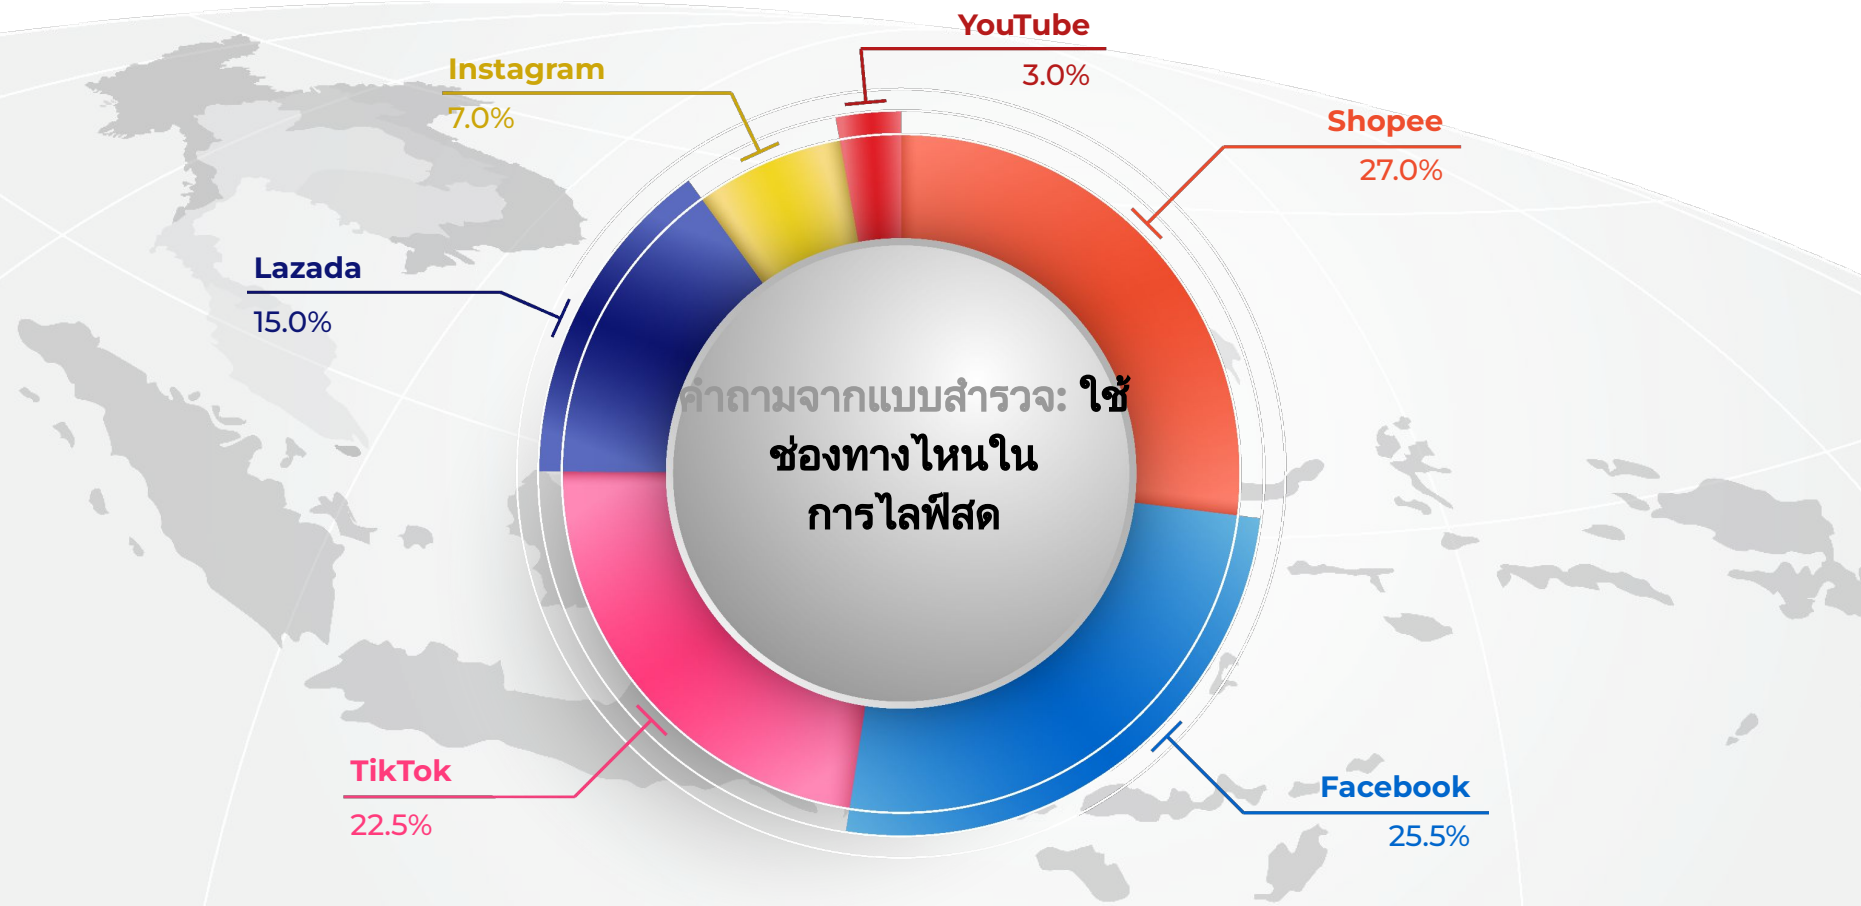 YouTube
3.0%
Instagram
7.0%
Shopee
27.0%
Lazada
15.0%
คำถามจากแบบสำรวจ: ใช้
ช่องทางไหนใน
การไลฟ์สด
TikTok
22.5%
Facebook
25.5%